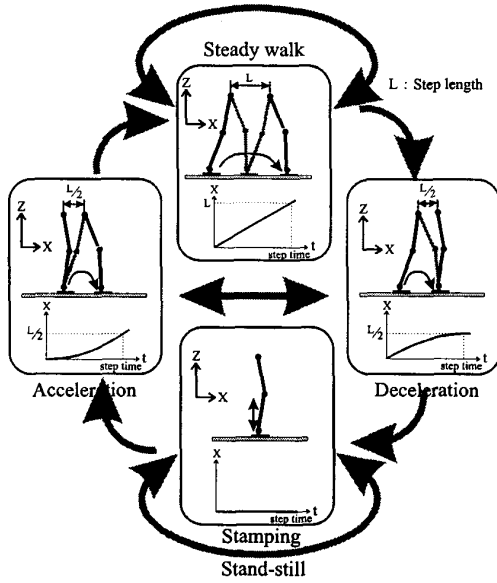 Steady walk
L : Step length
Z
X
L
X
L
t
step time
Z
X
L/2
X
L/2
t
step time
Acceleration
Z
X
L/2
X
L/2
t
step time
Deceleration
Z
X
X
t
step time
Stamping
Stand-still